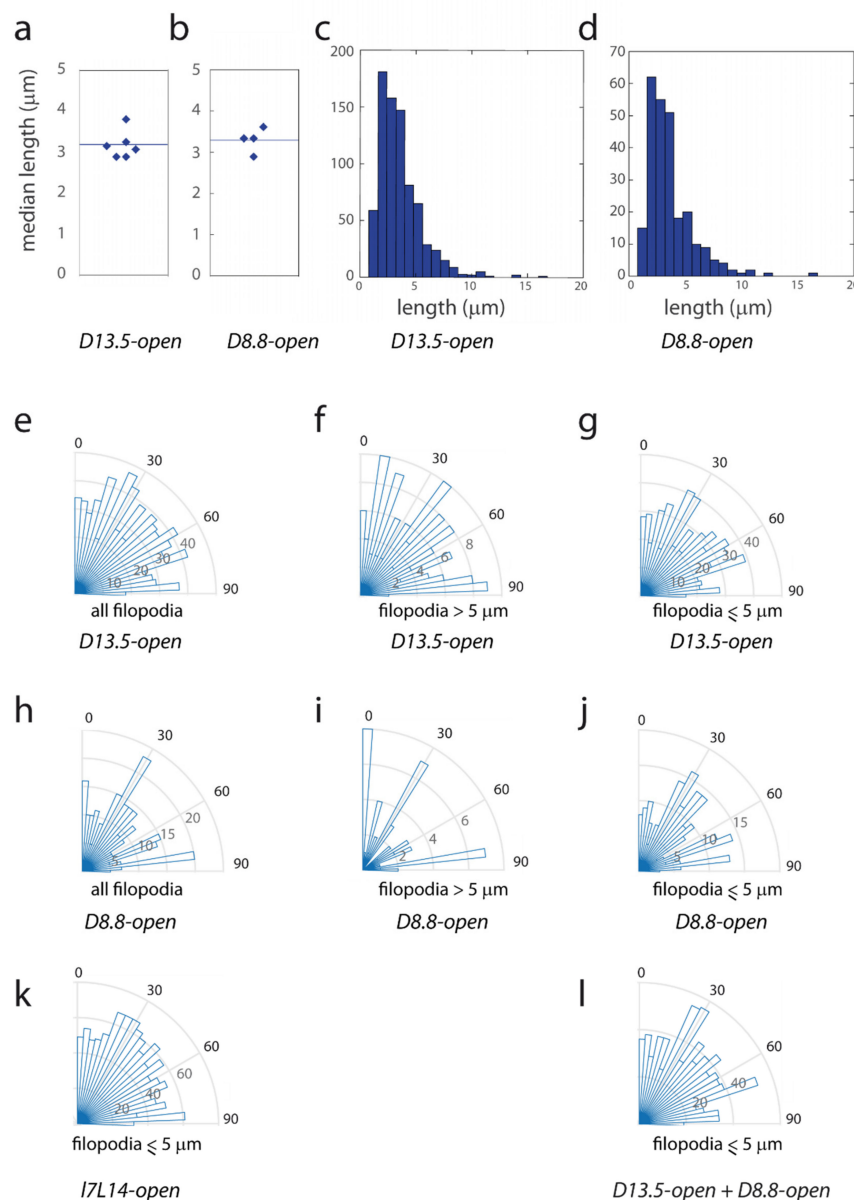 a b c d
median length (μm)
5
4
3
2
1
0
5
4
3
2
1
0
200
150
100
50
0
0 5 10 15 20
length (μm)
70
60
50
40
30
20
10
0
0 5 10 15 20
length (μm)
D13.5-open D8.8-open D13.5-open D8.8-open
e f g
0 30 60 90
10 20 30 40
all filopodia
D13.5-open
0 30 60 90
2 4 6 8
filopodia > 5 μm
D13.5-open
0 30 60 90
10 20 30 40
filopodia ⩽ 5 μm
D13.5-open
h i j
0 30 60 90
5 10 15 20
all filopodia
D8.8-open
0 30 60 90
2 4 6
filopodia > 5 μm
D8.8-open
0 30 60 90
5 10 15
filopodia ⩽ 5 μm
D8.8-open
k l
0 30 60 90
20 40 60
filopodia ⩽ 5 μm
I7L14-open
0 30 60 90
20 40
filopodia ⩽ 5 μm
D13.5-open + D8.8-open